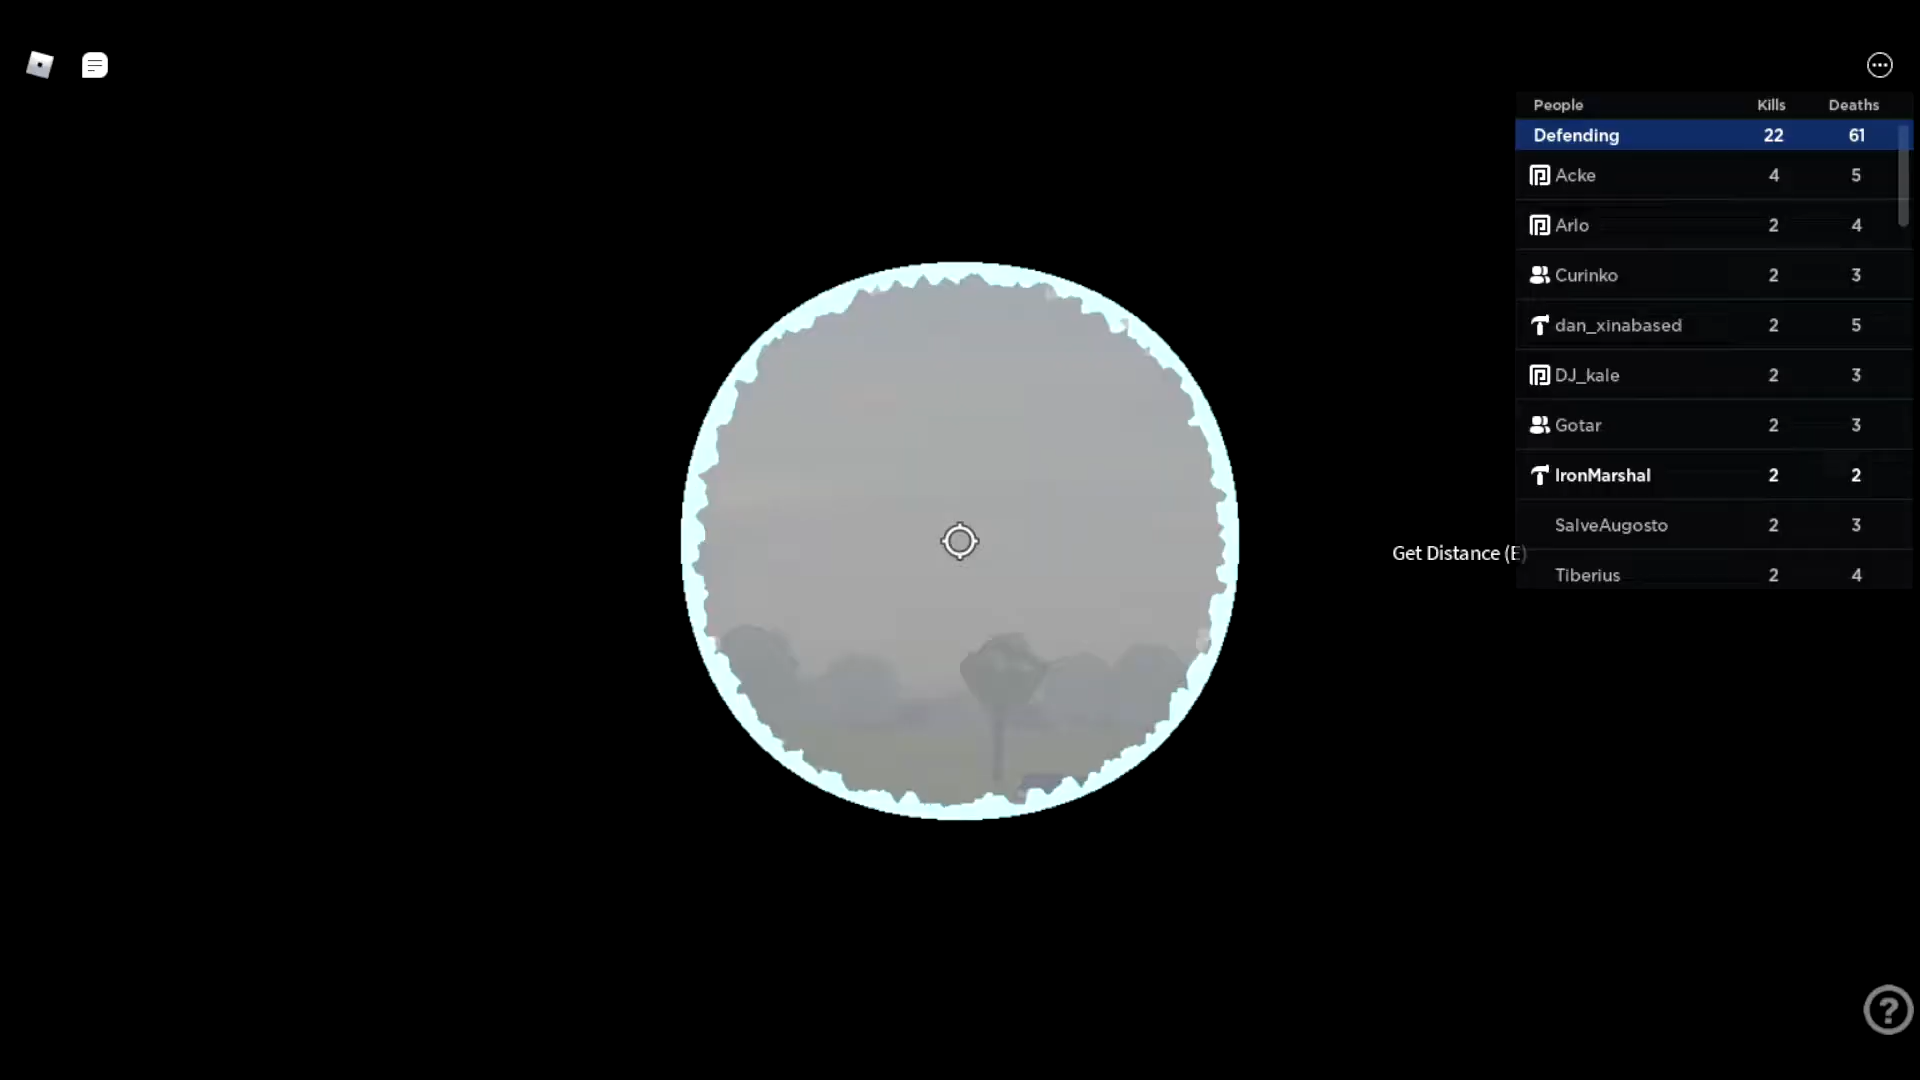 People Kills Deaths
Defending 22 61
Acke 4 5
Arlo 2 4
Curinko 2 3
dan_xinabased 2 5
DJ_kale 2 3
Gotar 2 3
IronMarshal 2 2
SalveAugosto 2 3
Get Distance (E)
Tiberius 2 4
?